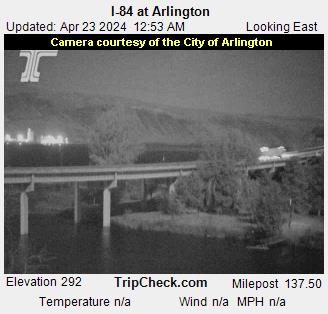 I-84 at Arlington
Updated: Apr 23 2024 12:53 AM Looking East
Camera courtesy of the City of Arlington
Elevation 292 TripCheck.com Milepost 137.50
Temperature n/a Wind n/a MPH n/a